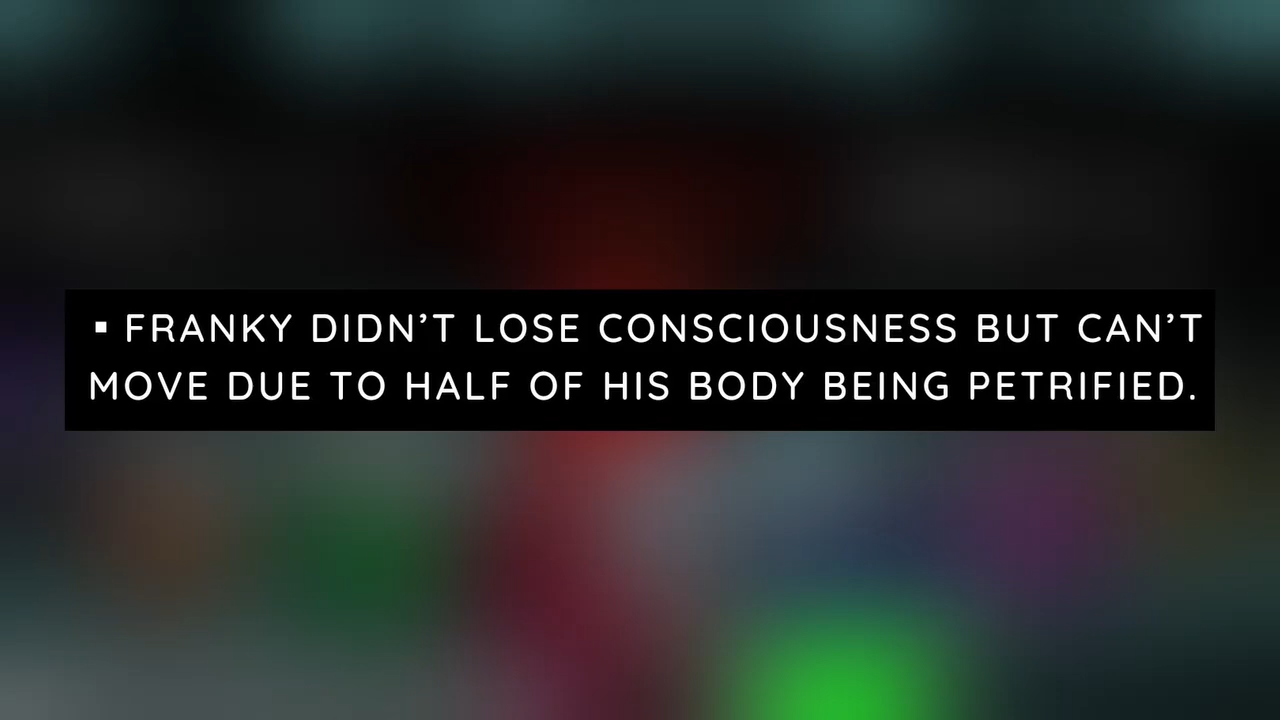 ▪ FRANKY DIDN’T LOSE CONSCIOUSNESS BUT CAN’T
MOVE DUE TO HALF OF HIS BODY BEING PETRIFIED.